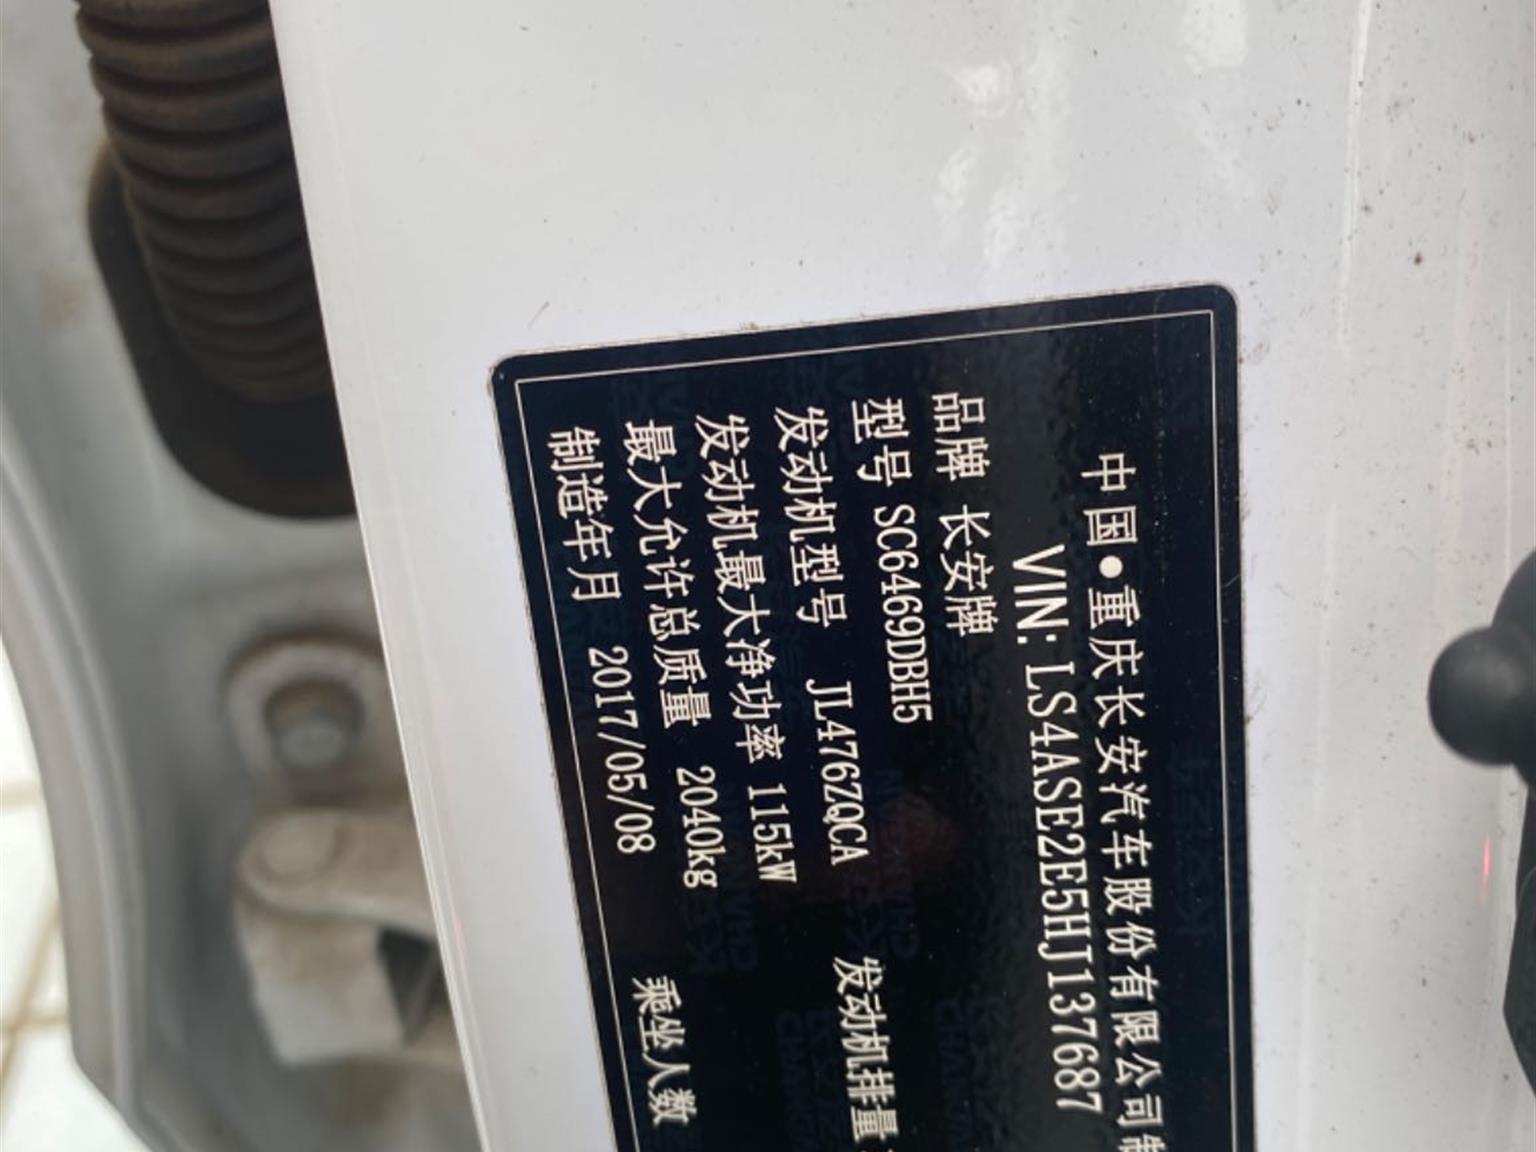 中国●重庆长安汽车股份有限公司制
VIN: LS4ASE2E5HJ137687
品牌 长安牌
型号 SC6469DBH5
发动机型号 JL476ZQCA 发动机排量
发动机最大净功率 115kW
最大允许总质量 2040kg
制造年月 2017/05/08 乘坐人数